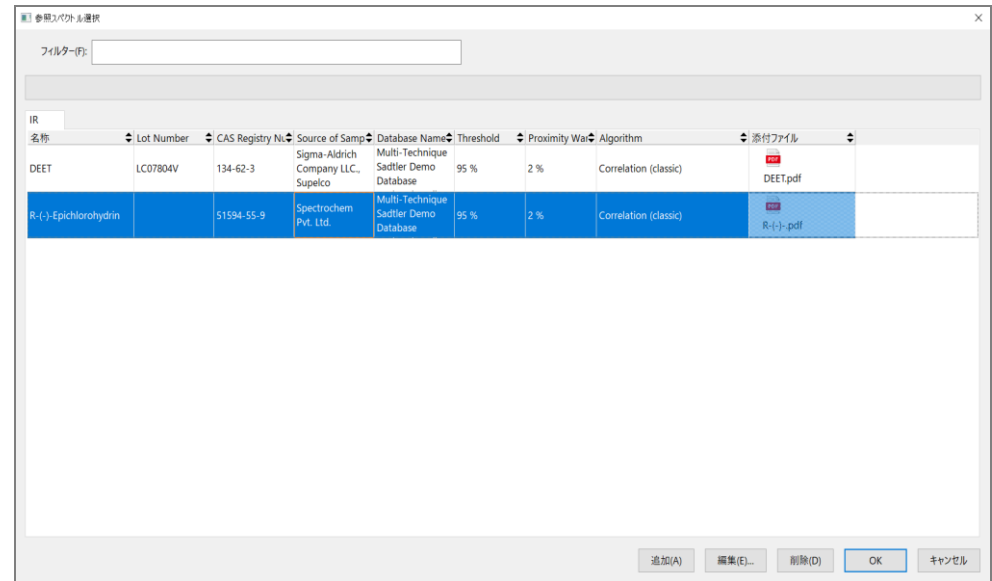 参照スペクトル選択
フィルター(F):
IR
名称 Lot Number CAS Registry Nu Source of Samp Database Name Threshold Proximity War Algorithm 添付ファイル
DEET LC07804V 134-62-3 Sigma-Aldrich Company LLC., Supelco Multi-Technique Sadtler Demo Database 95 % 2 % Correlation (classic) DEET.pdf
R-(-)-Epichlorohydrin 51594-55-9 Spectrochem Pvt. Ltd. Multi-Technique Sadtler Demo Database 95 % 2 % Correlation (classic) R-(-)-.pdf
追加(A) 編集(E)... 削除(D) OK キャンセル